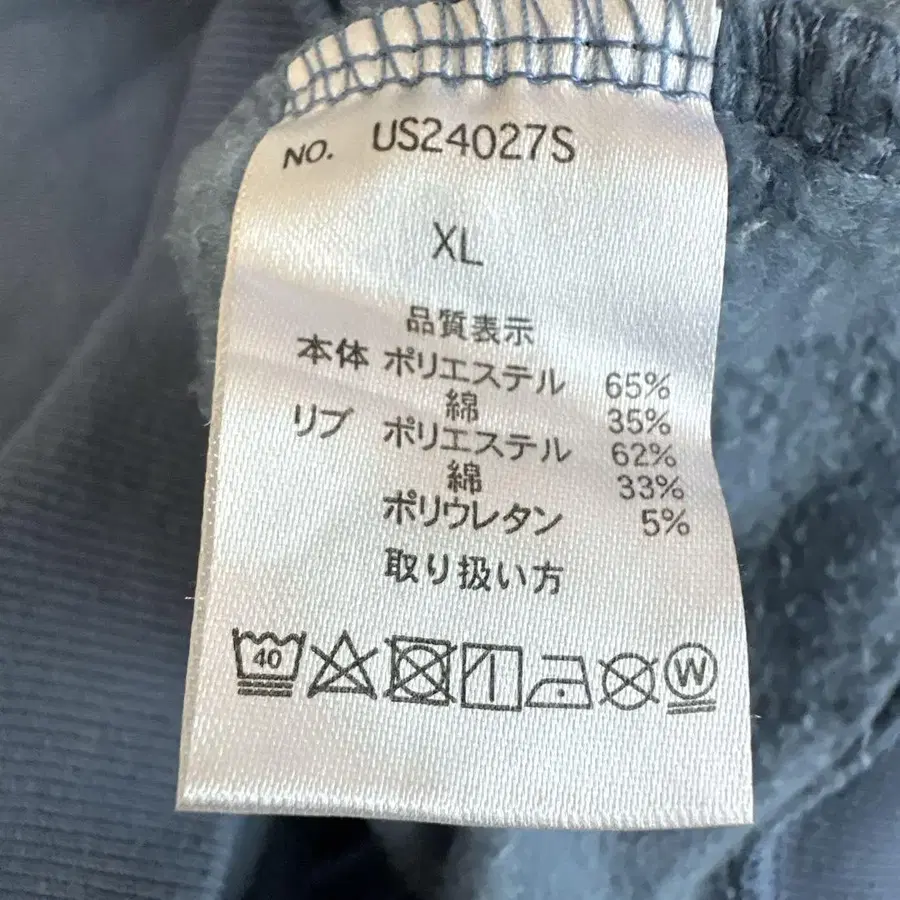 NO. US24027S
XL
品質表示
本体 ポリエステル 65%
綿 35%
リブ ポリエステル 62%
綿 33%
ポリウレタン 5%
取り扱い方
40 W